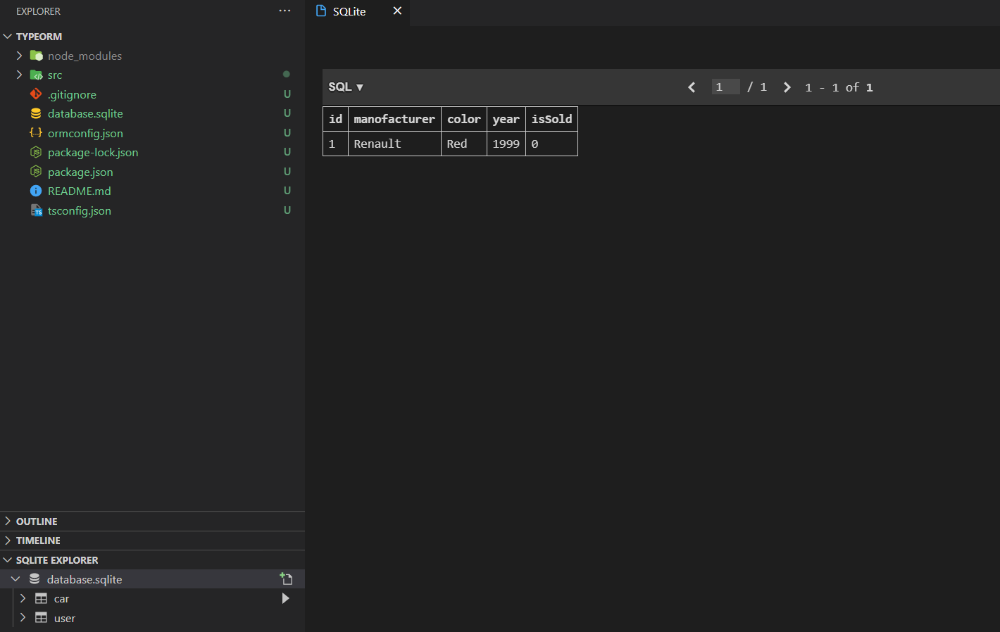 EXPLORER
TYPEORM
node_modules
src
.gitignore U
database.sqlite U
ormconfig.json U
package-lock.json U
package.json U
README.md U
tsconfig.json U
OUTLINE
TIMELINE
SQLITE EXPLORER
database.sqlite
car
user
SQLite
SQL 1 / 1 1 - 1 of 1
id manofacturer color year isSold
1 Renault Red 1999 0